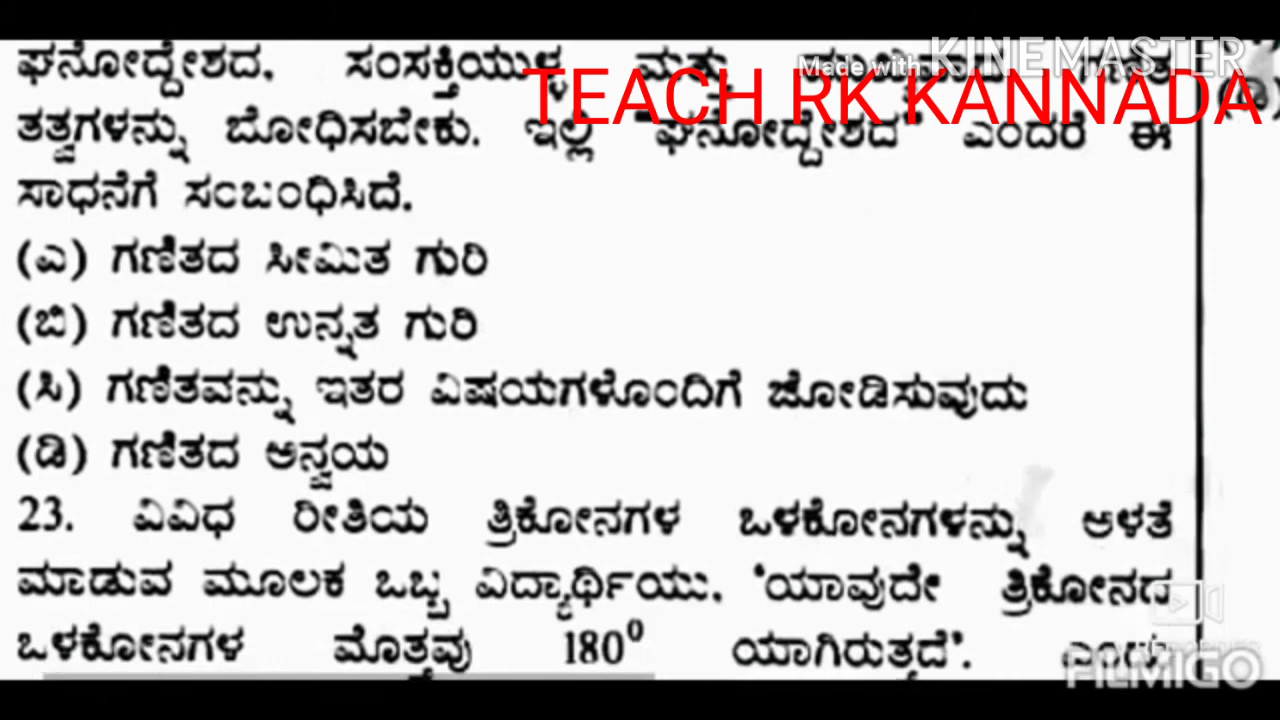 ಘನೋದ್ದೇಶದ, ಸಂಸಕ್ತಿಯುಳ್ಳ ಮತ್ತು
Made with KINEMASTER
TEACH RK KANNADA
ತತ್ವಗಳನ್ನು ಬೋಧಿಸಬೇಕು. ಇಲ್ಲಿ "ಘನೋದ್ದೇಶದ" ಎಂದರೆ ಈ
ಸಾಧನೆಗೆ ಸಂಬಂಧಿಸಿದೆ.
(ಎ) ಗಣಿತದ ಸೀಮಿತ ಗುರಿ
(ಬಿ) ಗಣಿತದ ಉನ್ನತ ಗುರಿ
(ಸಿ) ಗಣಿತವನ್ನು ಇತರ ವಿಷಯಗಳೊಂದಿಗೆ ಜೋಡಿಸುವುದು
(ಡಿ) ಗಣಿತದ ಅನ್ವಯ
23. ವಿವಿಧ ರೀತಿಯ ತ್ರಿಕೋನಗಳ ಒಳಕೋನಗಳನ್ನು ಅಳತೆ
ಮಾಡುವ ಮೂಲಕ ಒಬ್ಬ ವಿದ್ಯಾರ್ಥಿಯು, 'ಯಾವುದೇ ತ್ರಿಕೋನದ
ಒಳಕೋನಗಳ ಮೊತ್ತವು 180⁰ ಯಾಗಿರುತ್ತದೆ'. ಎಂದು
FILMIGO